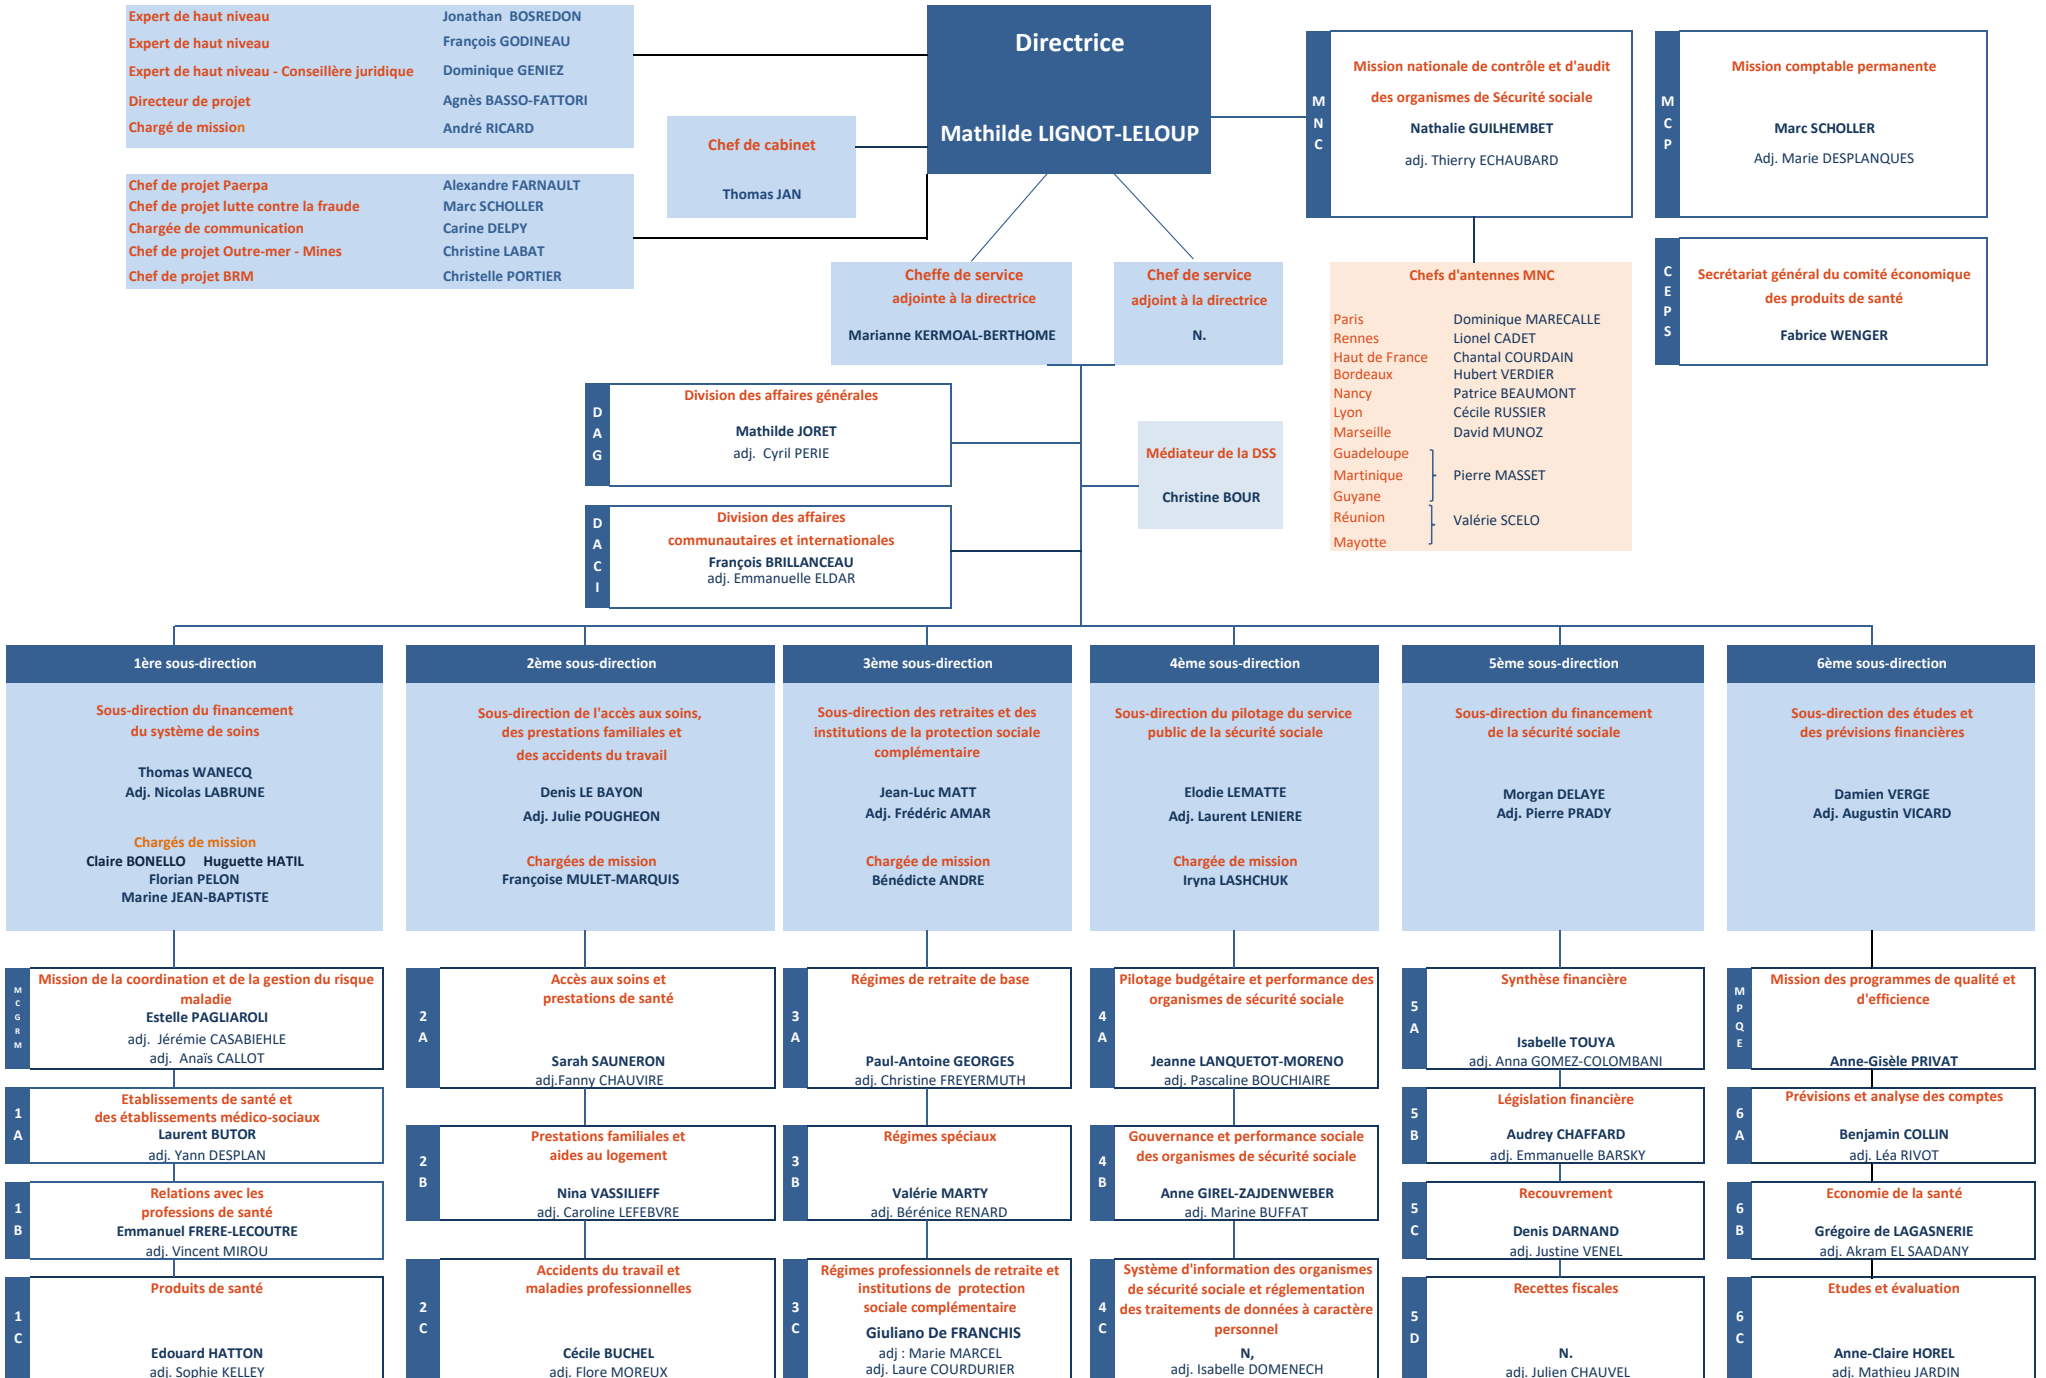 Expert de haut niveau Jonathan BOSREDON
Expert de haut niveau François GODINEAU
Expert de haut niveau - Conseillère juridique Dominique GENIEZ
Directeur de projet Agnès BASSO-FATTORI
Chargé de mission André RICARD
Chef de projet Paerpa Alexandre FARNAULT
Chef de projet lutte contre la fraude Marc SCHOLLER
Chargée de communication Carine DELPY
Chef de projet Outre-mer - Mines Christine LABAT
Chef de projet BRM Christelle PORTIER
Chef de cabinet
Thomas JAN
Directrice
Mathilde LIGNOT-LELOUP
MNC
Mission nationale de contrôle et d'audit
des organismes de Sécurité sociale
Nathalie GUILHEMBET
adj. Thierry ECHAUBARD
MCP
Mission comptable permanente
Marc SCHOLLER
Adj. Marie DESPLANQUES
Cheffe de service
adjointe à la directrice
Marianne KERMOAL-BERTHOME
Chef de service
adjoint à la directrice
N.
Chefs d'antennes MNC
Paris Dominique MARECALLE
Rennes Lionel CADET
Haut de France Chantal COURDAIN
Bordeaux Hubert VERDIER
Nancy Patrice BEAUMONT
Lyon Cécile RUSSIER
Marseille David MUNOZ
Guadeloupe
Martinique Pierre MASSET
Guyane
Réunion
Valérie SCELO
Mayotte
CEPS
Secrétariat général du comité économique
des produits de santé
Fabrice WENGER
DAG
Division des affaires générales
Mathilde JORET
adj. Cyril PERIE
Médiateur de la DSS
Christine BOUR
DACI
Division des affaires
communautaires et internationales
François BRILLANCEAU
adj. Emmanuelle ELDAR
1ère sous-direction
Sous-direction du financement
du système de soins
Thomas WANECQ
Adj. Nicolas LABRUNE
Chargés de mission
Claire BONELLO Huguette HATIL
Florian PELON
Marine JEAN-BAPTISTE
MCGRM
Mission de la coordination et de la gestion du risque
maladie
Estelle PAGLIAROLI
adj. Jérémie CASABIEHLE
adj. Anaïs CALLOT
1A
Etablissements de santé et
des établissements médico-sociaux
Laurent BUTOR
adj. Yann DESPLAN
1B
Relations avec les
professions de santé
Emmanuel FRERE-LECOUTRE
adj. Vincent MIROU
1C
Produits de santé
Edouard HATTON
adj. Sophie KELLEY
2ème sous-direction
Sous-direction de l'accès aux soins,
des prestations familiales et
des accidents du travail
Denis LE BAYON
Adj. Julie POUGHEON
Chargées de mission
Françoise MULET-MARQUIS
2A
Accès aux soins et
prestations de santé
Sarah SAUNERON
adj.Fanny CHAUVIRE
2B
Prestations familiales et
aides au logement
Nina VASSILIEFF
adj. Caroline LEFEBVRE
2C
Accidents du travail et
maladies professionnelles
Cécile BUCHEL
adj. Flore MOREUX
3ème sous-direction
Sous-direction des retraites et des
institutions de la protection sociale
complémentaire
Jean-Luc MATT
Adj. Frédéric AMAR
Chargée de mission
Bénédicte ANDRE
3A
Régimes de retraite de base
Paul-Antoine GEORGES
adj. Christine FREYERMUTH
3B
Régimes spéciaux
Valérie MARTY
adj. Bérénice RENARD
3C
Régimes professionnels de retraite et
institutions de protection
sociale complémentaire
Giuliano De FRANCHIS
adj : Marie MARCEL
adj. Laure COURDURIER
4ème sous-direction
Sous-direction du pilotage du service
public de la sécurité sociale
Elodie LEMATTE
Adj. Laurent LENIERE
Chargée de mission
Iryna LASHCHUK
4A
Pilotage budgétaire et performance des
organismes de sécurité sociale
Jeanne LANQUETOT-MORENO
adj. Pascaline BOUCHIAIRE
4B
Gouvernance et performance sociale
des organismes de sécurité sociale
Anne GIREL-ZAJDENWEBER
adj. Marine BUFFAT
4C
Système d'information des organismes
de sécurité sociale et réglementation
des traitements de données à caractère
personnel
N,
adj. Isabelle DOMENECH
5ème sous-direction
Sous-direction du financement
de la sécurité sociale
Morgan DELAYE
Adj. Pierre PRADY
5A
Synthèse financière
Isabelle TOUYA
adj. Anna GOMEZ-COLOMBANI
5B
Législation financière
Audrey CHAFFARD
adj. Emmanuelle BARSKY
5C
Recouvrement
Denis DARNAND
adj. Justine VENEL
5D
Recettes fiscales
N.
adj. Julien CHAUVEL
6ème sous-direction
Sous-direction des études et
des prévisions financières
Damien VERGE
Adj. Augustin VICARD
MPQE
Mission des programmes de qualité et
d'efficience
Anne-Gisèle PRIVAT
6A
Prévisions et analyse des comptes
Benjamin COLLIN
adj. Léa RIVOT
6B
Economie de la santé
Grégoire de LAGASNERIE
adj. Akram EL SAADANY
6C
Etudes et évaluation
Anne-Claire HOREL
adj. Mathieu JARDIN